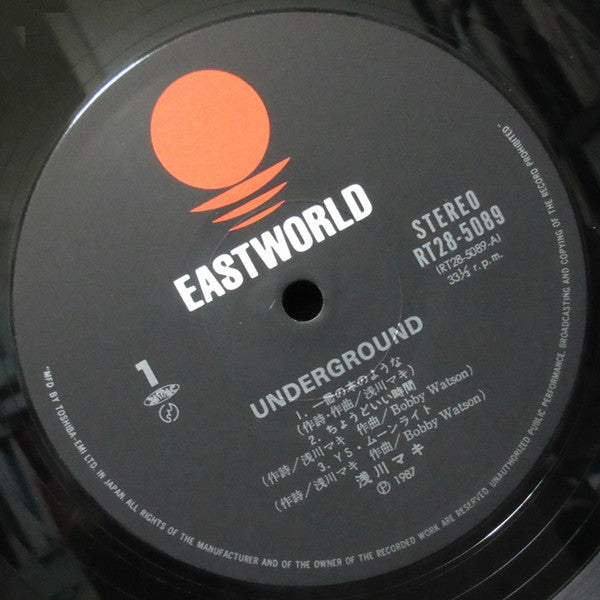 EASTWORLD
STEREO
RT28-5089
(RT28-5089-A)
33⅓ r.p.m.
1
UNDERGROUND
1. 一冊の本のような
(作詩・作曲/浅川マキ)
2. ちょうどいい時間
(作詩/浅川マキ 作曲/Bobby Watson)
3. YS・ムーンライト
(作詩/浅川マキ 作曲/Bobby Watson)
浅川マキ
Ⓟ1987
"MFD BY TOSHIBA-EMI LTD. IN JAPAN ALL RIGHTS OF THE MANUFACTURER AND OF THE OWNER OF THE RECORDED WORK ARE RESERVED. UNAUTHORIZED PUBLIC PERFORMANCE, BROADCASTING AND COPYING OF THE RECORD PROHIBITED"